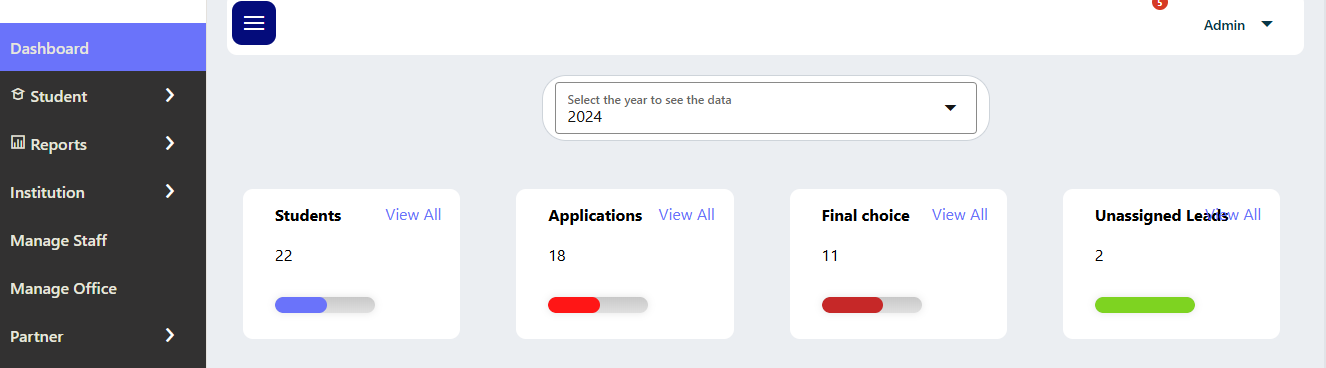 5
Admin
Dashboard
Student
Reports
Institution
Manage Staff
Manage Office
Partner
Select the year to see the data
2024
Students View All
22
Applications View All
18
Final choice View All
11
Unassigned Leads View All
2